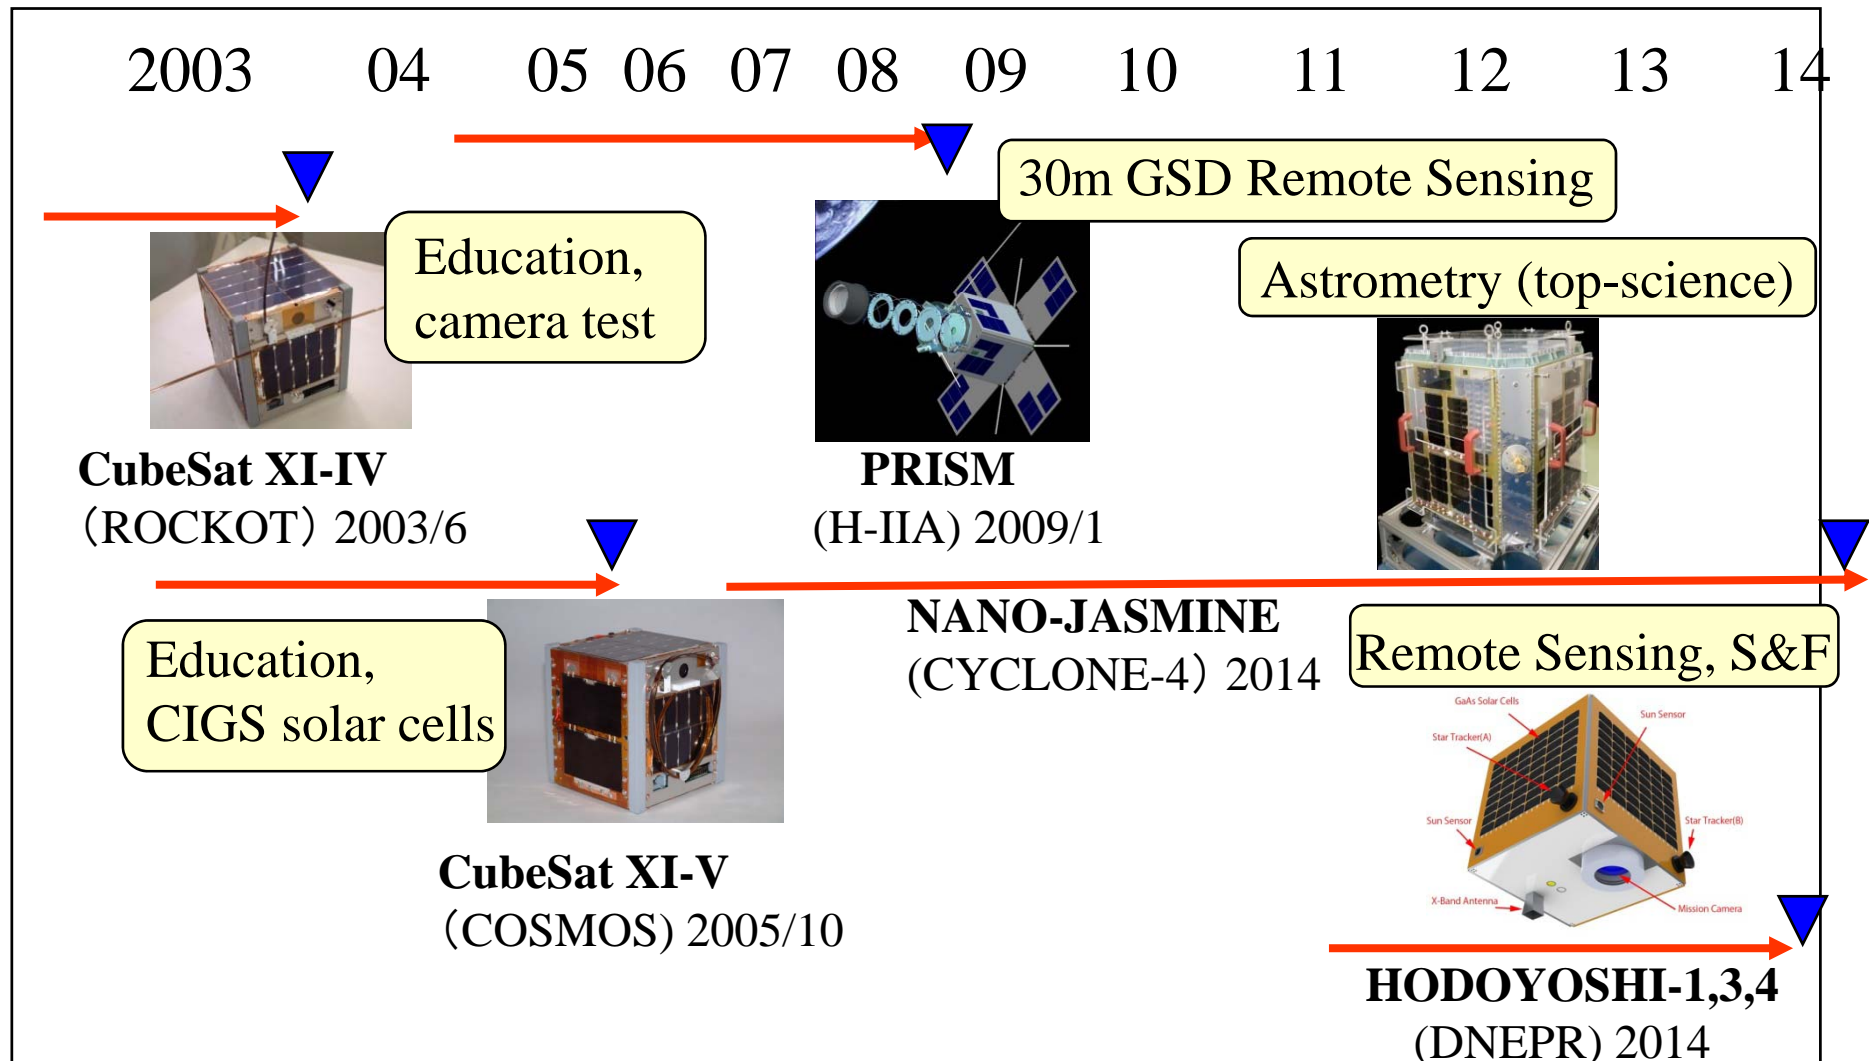 2003 04 05 06 07 08 09 10 11 12 13 14
30m GSD Remote Sensing
Education,
camera test
Astrometry (top-science)
CubeSat XI-IV
（ROCKOT） 2003/6
PRISM
(H-IIA) 2009/1
Education,
CIGS solar cells
NANO-JASMINE
(CYCLONE-4） 2014
Remote Sensing, S&F
GaAs Solar Cells
Sun Sensor
Star Tracker(A)
Sun Sensor
Star Tracker(B)
X-Band Antenna
Mission Camera
CubeSat XI-V
（COSMOS) 2005/10
HODOYOSHI-1,3,4
(DNEPR) 2014